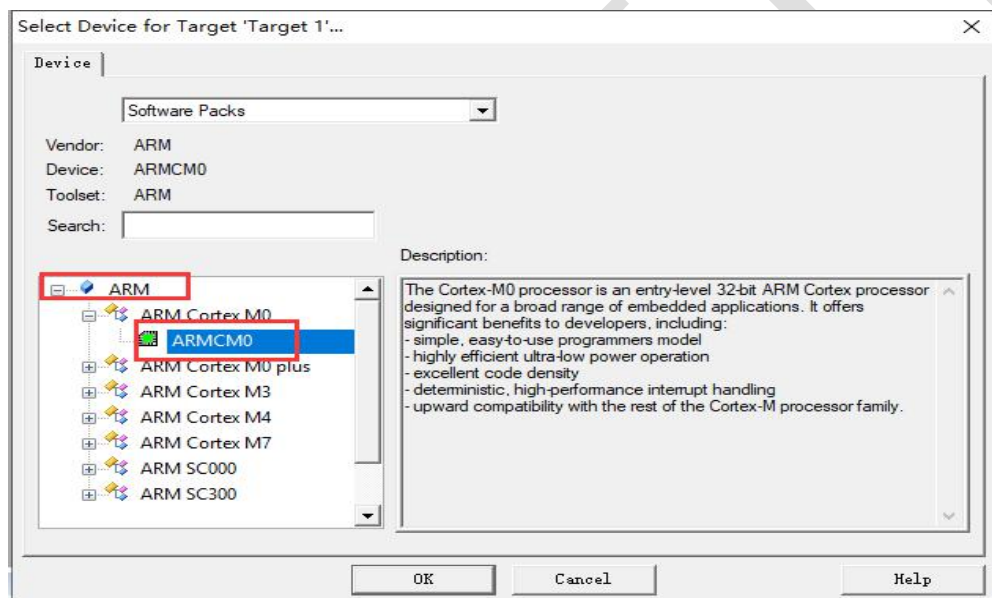 Select Device for Target 'Target 1'...
Device
Software Packs
Vendor: ARM
Device: ARMCM0
Toolset: ARM
Search:
Description:
ARM
ARM Cortex M0
ARMCM0
ARM Cortex M0 plus
ARM Cortex M3
ARM Cortex M4
ARM Cortex M7
ARM SC000
ARM SC300
The Cortex-M0 processor is an entry-level 32-bit ARM Cortex processor
designed for a broad range of embedded applications. It offers
significant benefits to developers, including:
- simple, easy-to-use programmers model
- highly efficient ultra-low power operation
- excellent code density
- deterministic, high-performance interrupt handling
- upward compatibility with the rest of the Cortex-M processor family.
OK Cancel Help